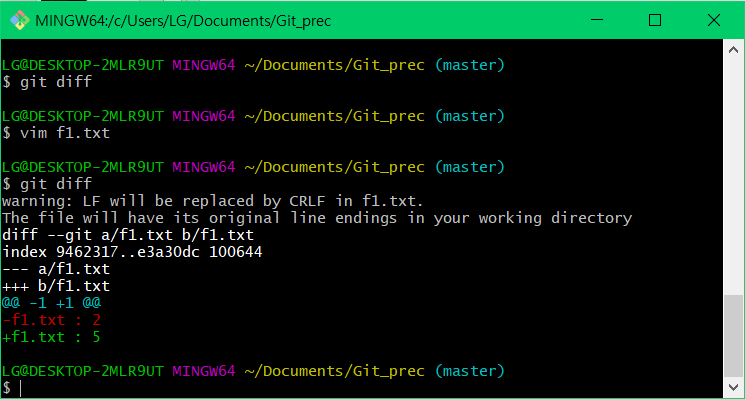 MINGW64:/c/Users/LG/Documents/Git_prec
LG@DESKTOP-2MLR9UT MINGW64 ~/Documents/Git_prec (master)
$ git diff
LG@DESKTOP-2MLR9UT MINGW64 ~/Documents/Git_prec (master)
$ vim f1.txt
LG@DESKTOP-2MLR9UT MINGW64 ~/Documents/Git_prec (master)
$ git diff
warning: LF will be replaced by CRLF in f1.txt.
The file will have its original line endings in your working directory
diff --git a/f1.txt b/f1.txt
index 9462317..e3a30dc 100644
--- a/f1.txt
+++ b/f1.txt
@@ -1 +1 @@
-f1.txt : 2
+f1.txt : 5
LG@DESKTOP-2MLR9UT MINGW64 ~/Documents/Git_prec (master)
$